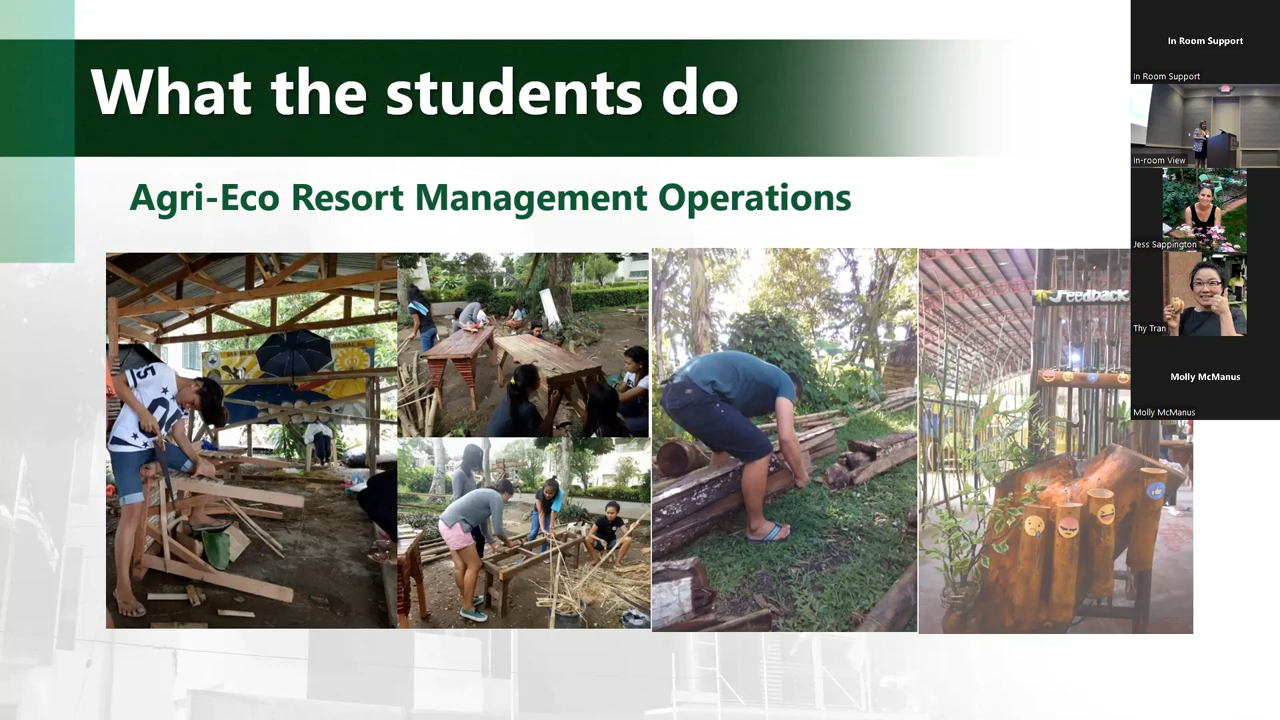 What the students do
Agri-Eco Resort Management Operations
Feedback
In Room Support
In Room Support
In-room View
Jess Sappington
Thy Tran
Molly McManus
Molly McManus